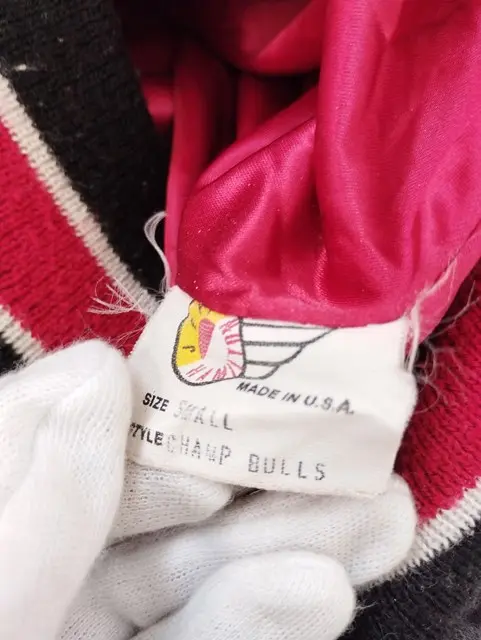 MADE IN U.S.A.
SIZE SMALL
STYLE CHAMP BULLS